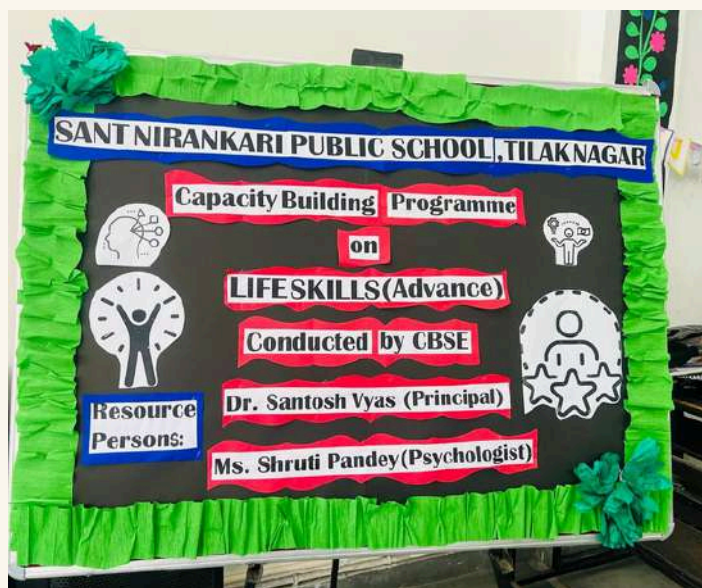 SANT NIRANKARI PUBLIC SCHOOL,TILAK NAGAR
Capacity Building Programme
on
LIFE SKILLS (Advance)
Conducted by CBSE
Resource Persons:
Dr. Santosh Vyas (Principal)
Ms. Shruti Pandey (Psychologist)